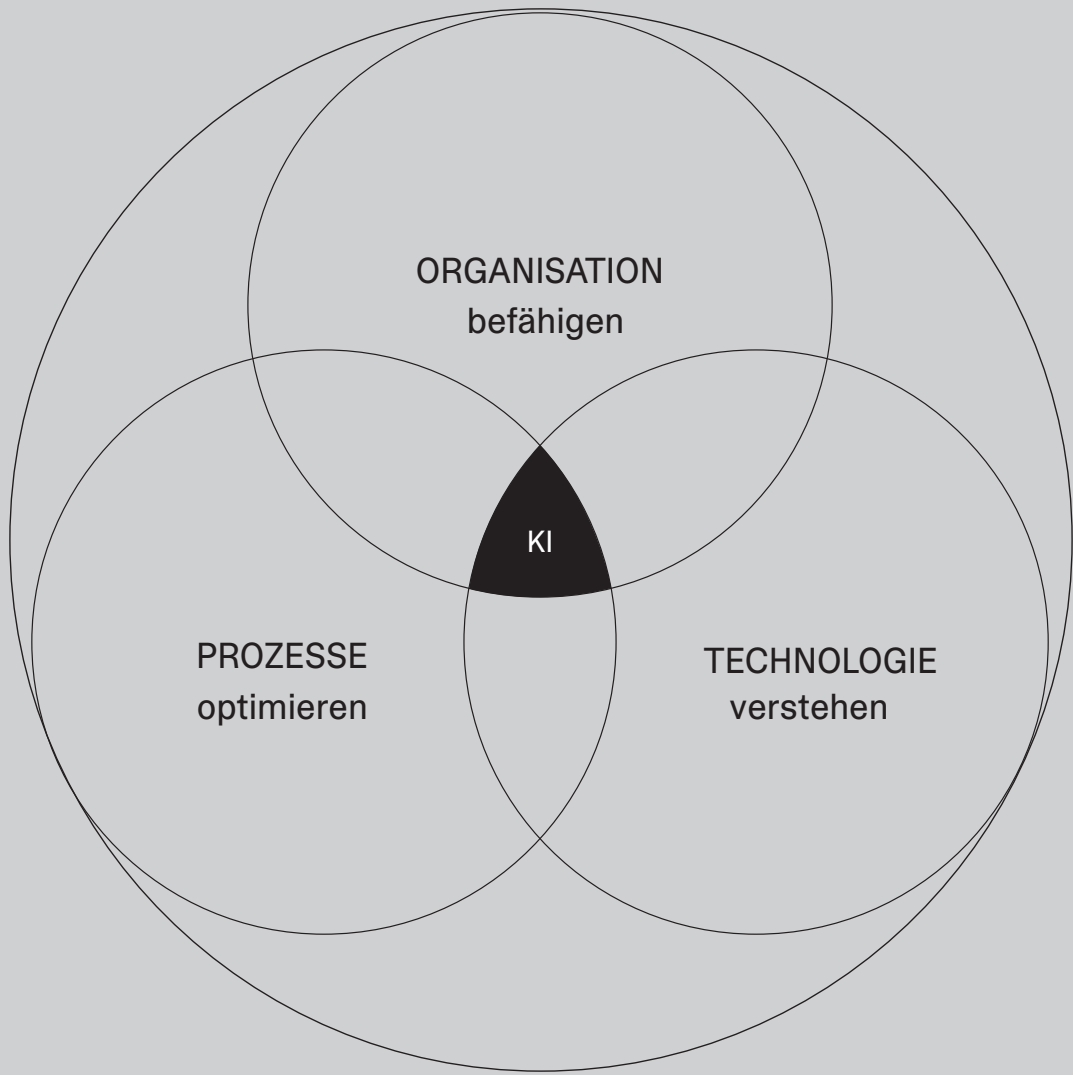 ORGANISATION
befähigen
KI
PROZESSE
optimieren
TECHNOLOGIE
verstehen